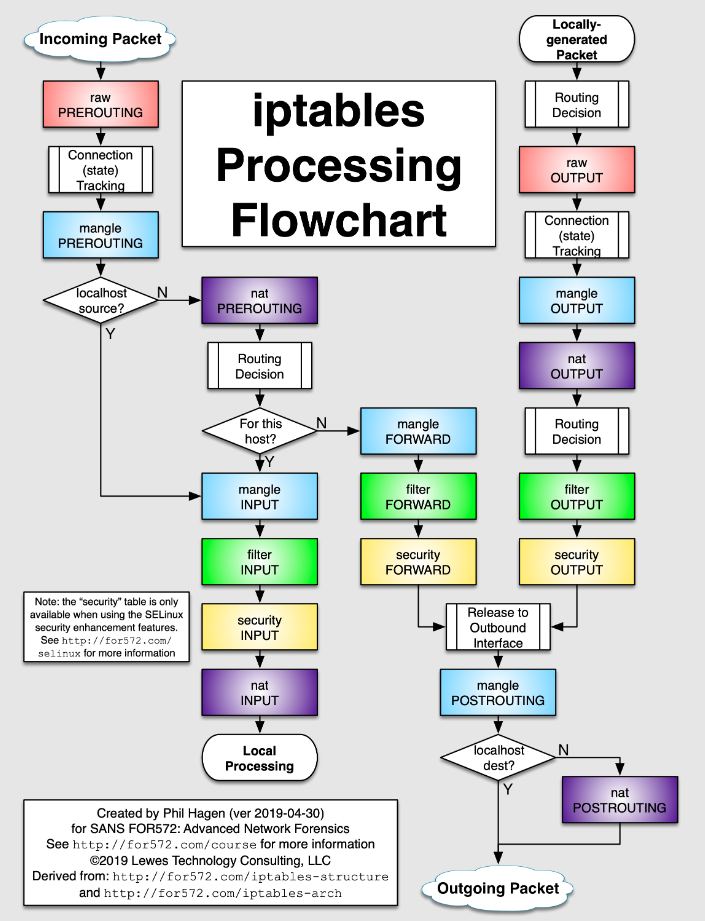 Incoming Packet
raw
PREROUTING
Connection
(state)
Tracking
mangle
PREROUTING
localhost
source?
N
Y
iptables
Processing
Flowchart
nat
PREROUTING
Routing
Decision
For this
host?
N
Y
mangle
INPUT
filter
INPUT
security
INPUT
nat
INPUT
Local
Processing
mangle
FORWARD
filter
FORWARD
security
FORWARD
Locally-
generated
Packet
Routing
Decision
raw
OUTPUT
Connection
(state)
Tracking
mangle
OUTPUT
nat
OUTPUT
Routing
Decision
filter
OUTPUT
security
OUTPUT
Release to
Outbound
Interface
mangle
POSTROUTING
localhost
dest?
N
Y
nat
POSTROUTING
Outgoing Packet
Note: the “security” table is only
available when using the SELinux
security enhancement features.
See http://for572.com/
selinux for more information
Created by Phil Hagen (ver 2019-04-30)
for SANS FOR572: Advanced Network Forensics
See http://for572.com/course for more information
©2019 Lewes Technology Consulting, LLC
Derived from: http://for572.com/iptables-structure
and http://for572.com/iptables-arch